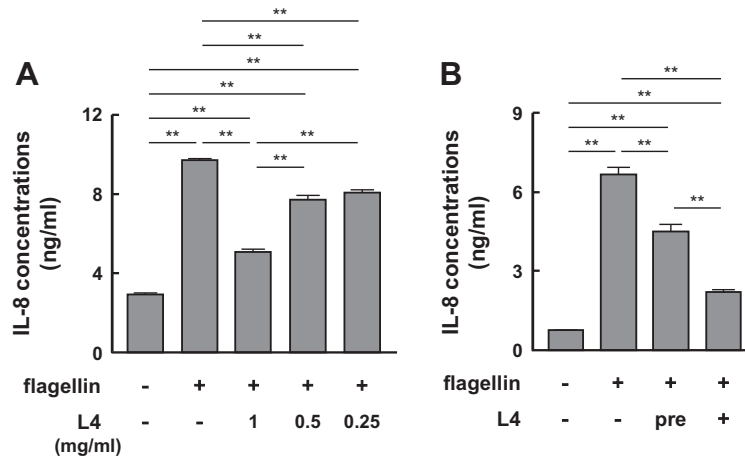 A
IL-8 concentrations
(ng/ml)
12
8
4
0
**
**
**
**
**
**
**
**
**
flagellin - + + + +
L4 - - 1 0.5 0.25
(mg/ml)
B
IL-8 concentrations
(ng/ml)
9
6
3
0
**
**
**
**
**
**
flagellin - + + +
L4 - - pre +